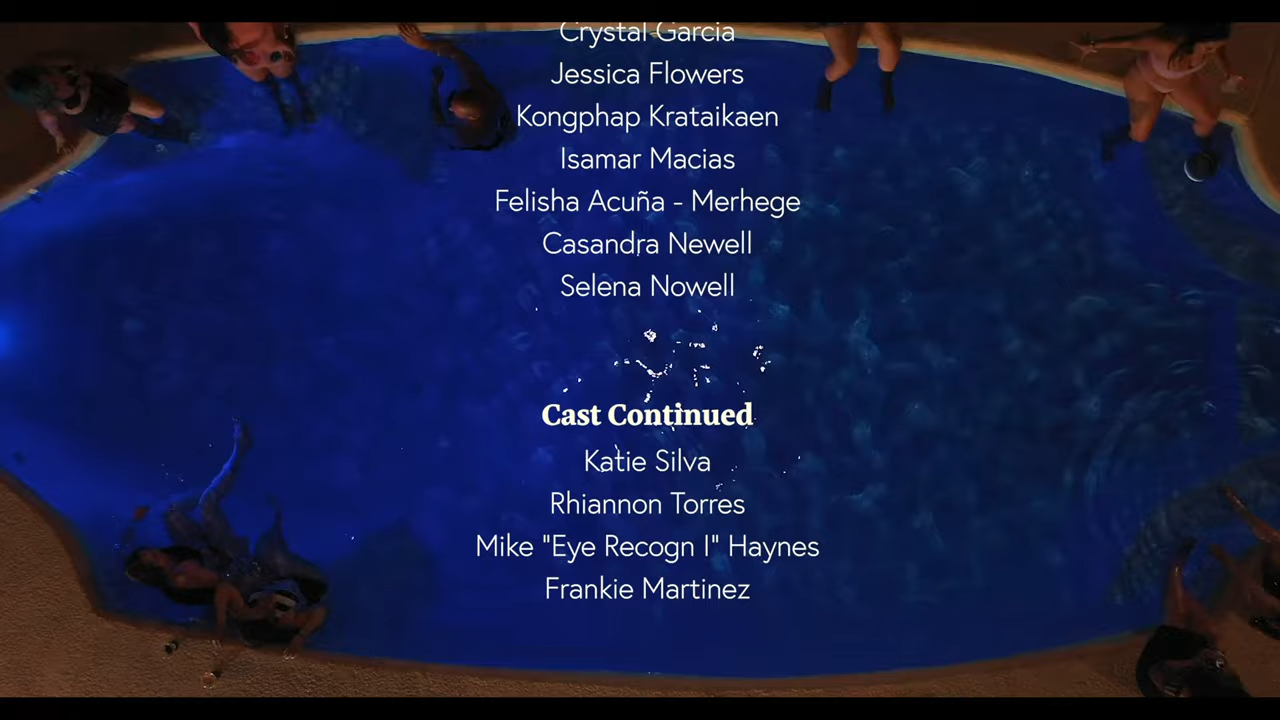 Crystal Garcia
Jessica Flowers
Kongphap Krataikaen
Isamar Macias
Felisha Acuña - Merhege
Casandra Newell
Selena Nowell
Cast Continued
Katie Silva
Rhiannon Torres
Mike "Eye Recogn I" Haynes
Frankie Martinez